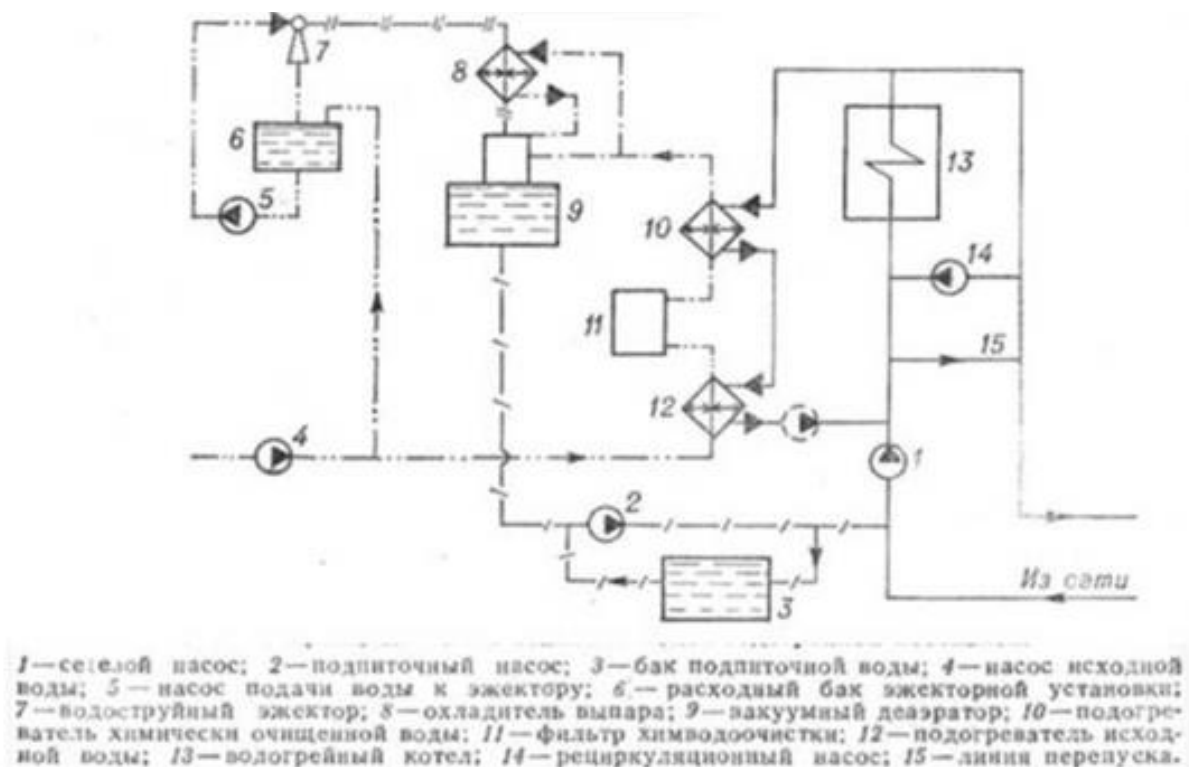 7
8
6
5
9
10
13
14
11
15
12
4
1
2
3
Из сети
1—сетевой насос; 2—подпиточный насос; 3—бак подпиточной воды; 4—насос исходной
воды; 5—насос подачи воды к эжектору; 6—расходный бак эжекторной установки;
7—водоструйный эжектор; 8—охладитель выпара; 9—вакуумный деаэратор; 10—подогре-
ватель химически очищенной воды; 11—фильтр химводоочистки; 12—подогреватель исход-
ной воды; 13—водогрейный котел; 14—рециркуляционный насос; 15—линия перепуска.